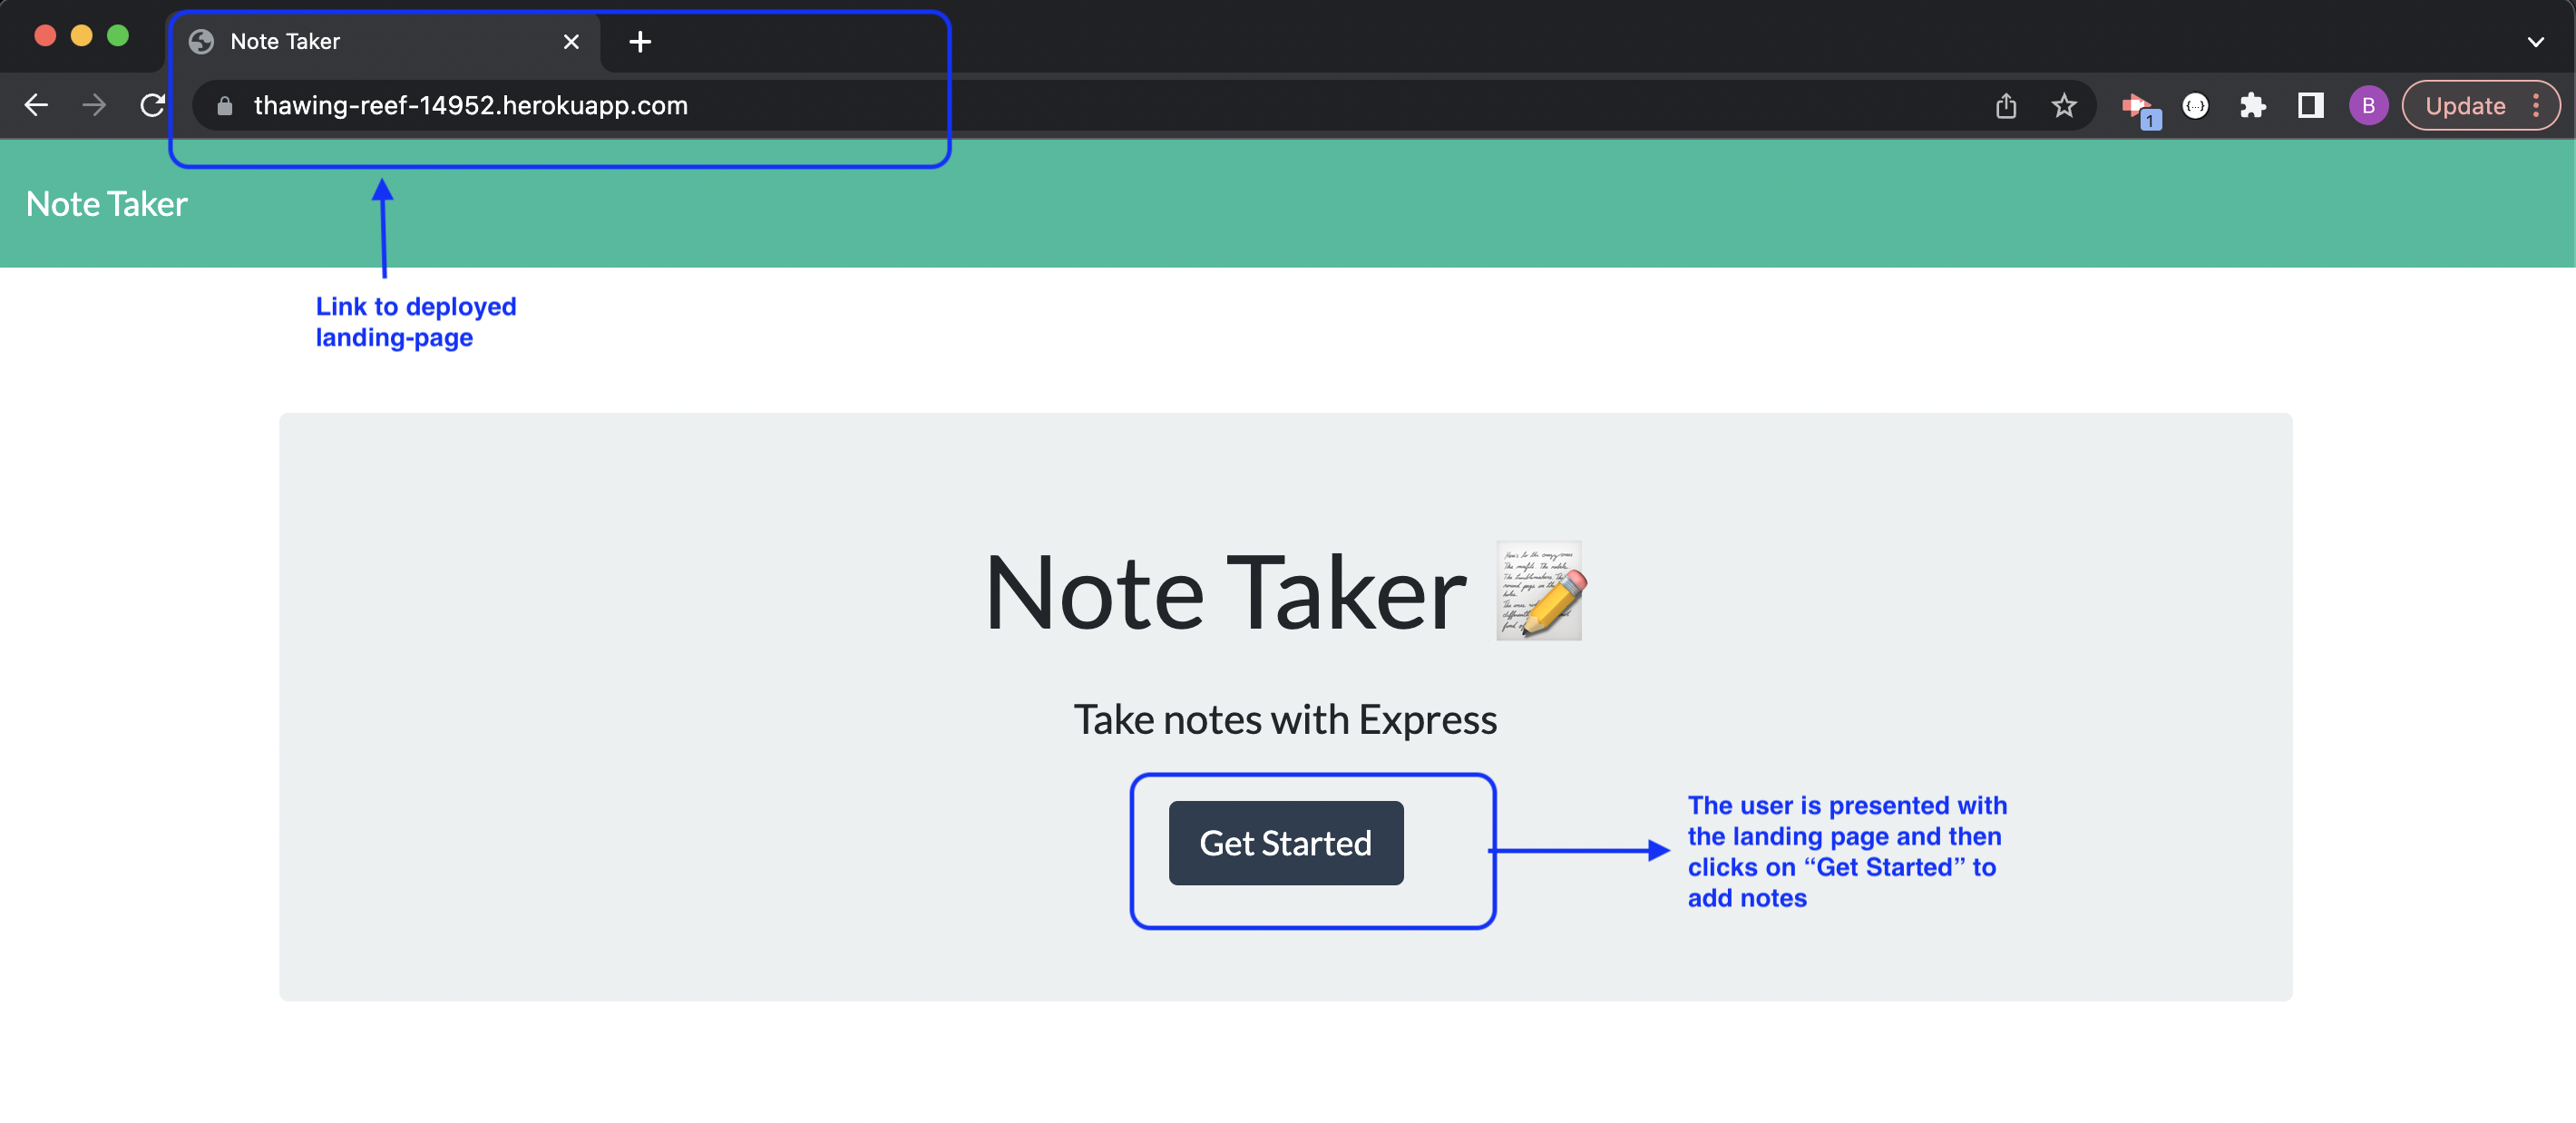 Note Taker
thawing-reef-14952.herokuapp.com
1
{...}
B
Update
Note Taker
Link to deployed
landing-page
Note Taker
Take notes with Express
Get Started
The user is presented with
the landing page and then
clicks on “Get Started” to
add notes